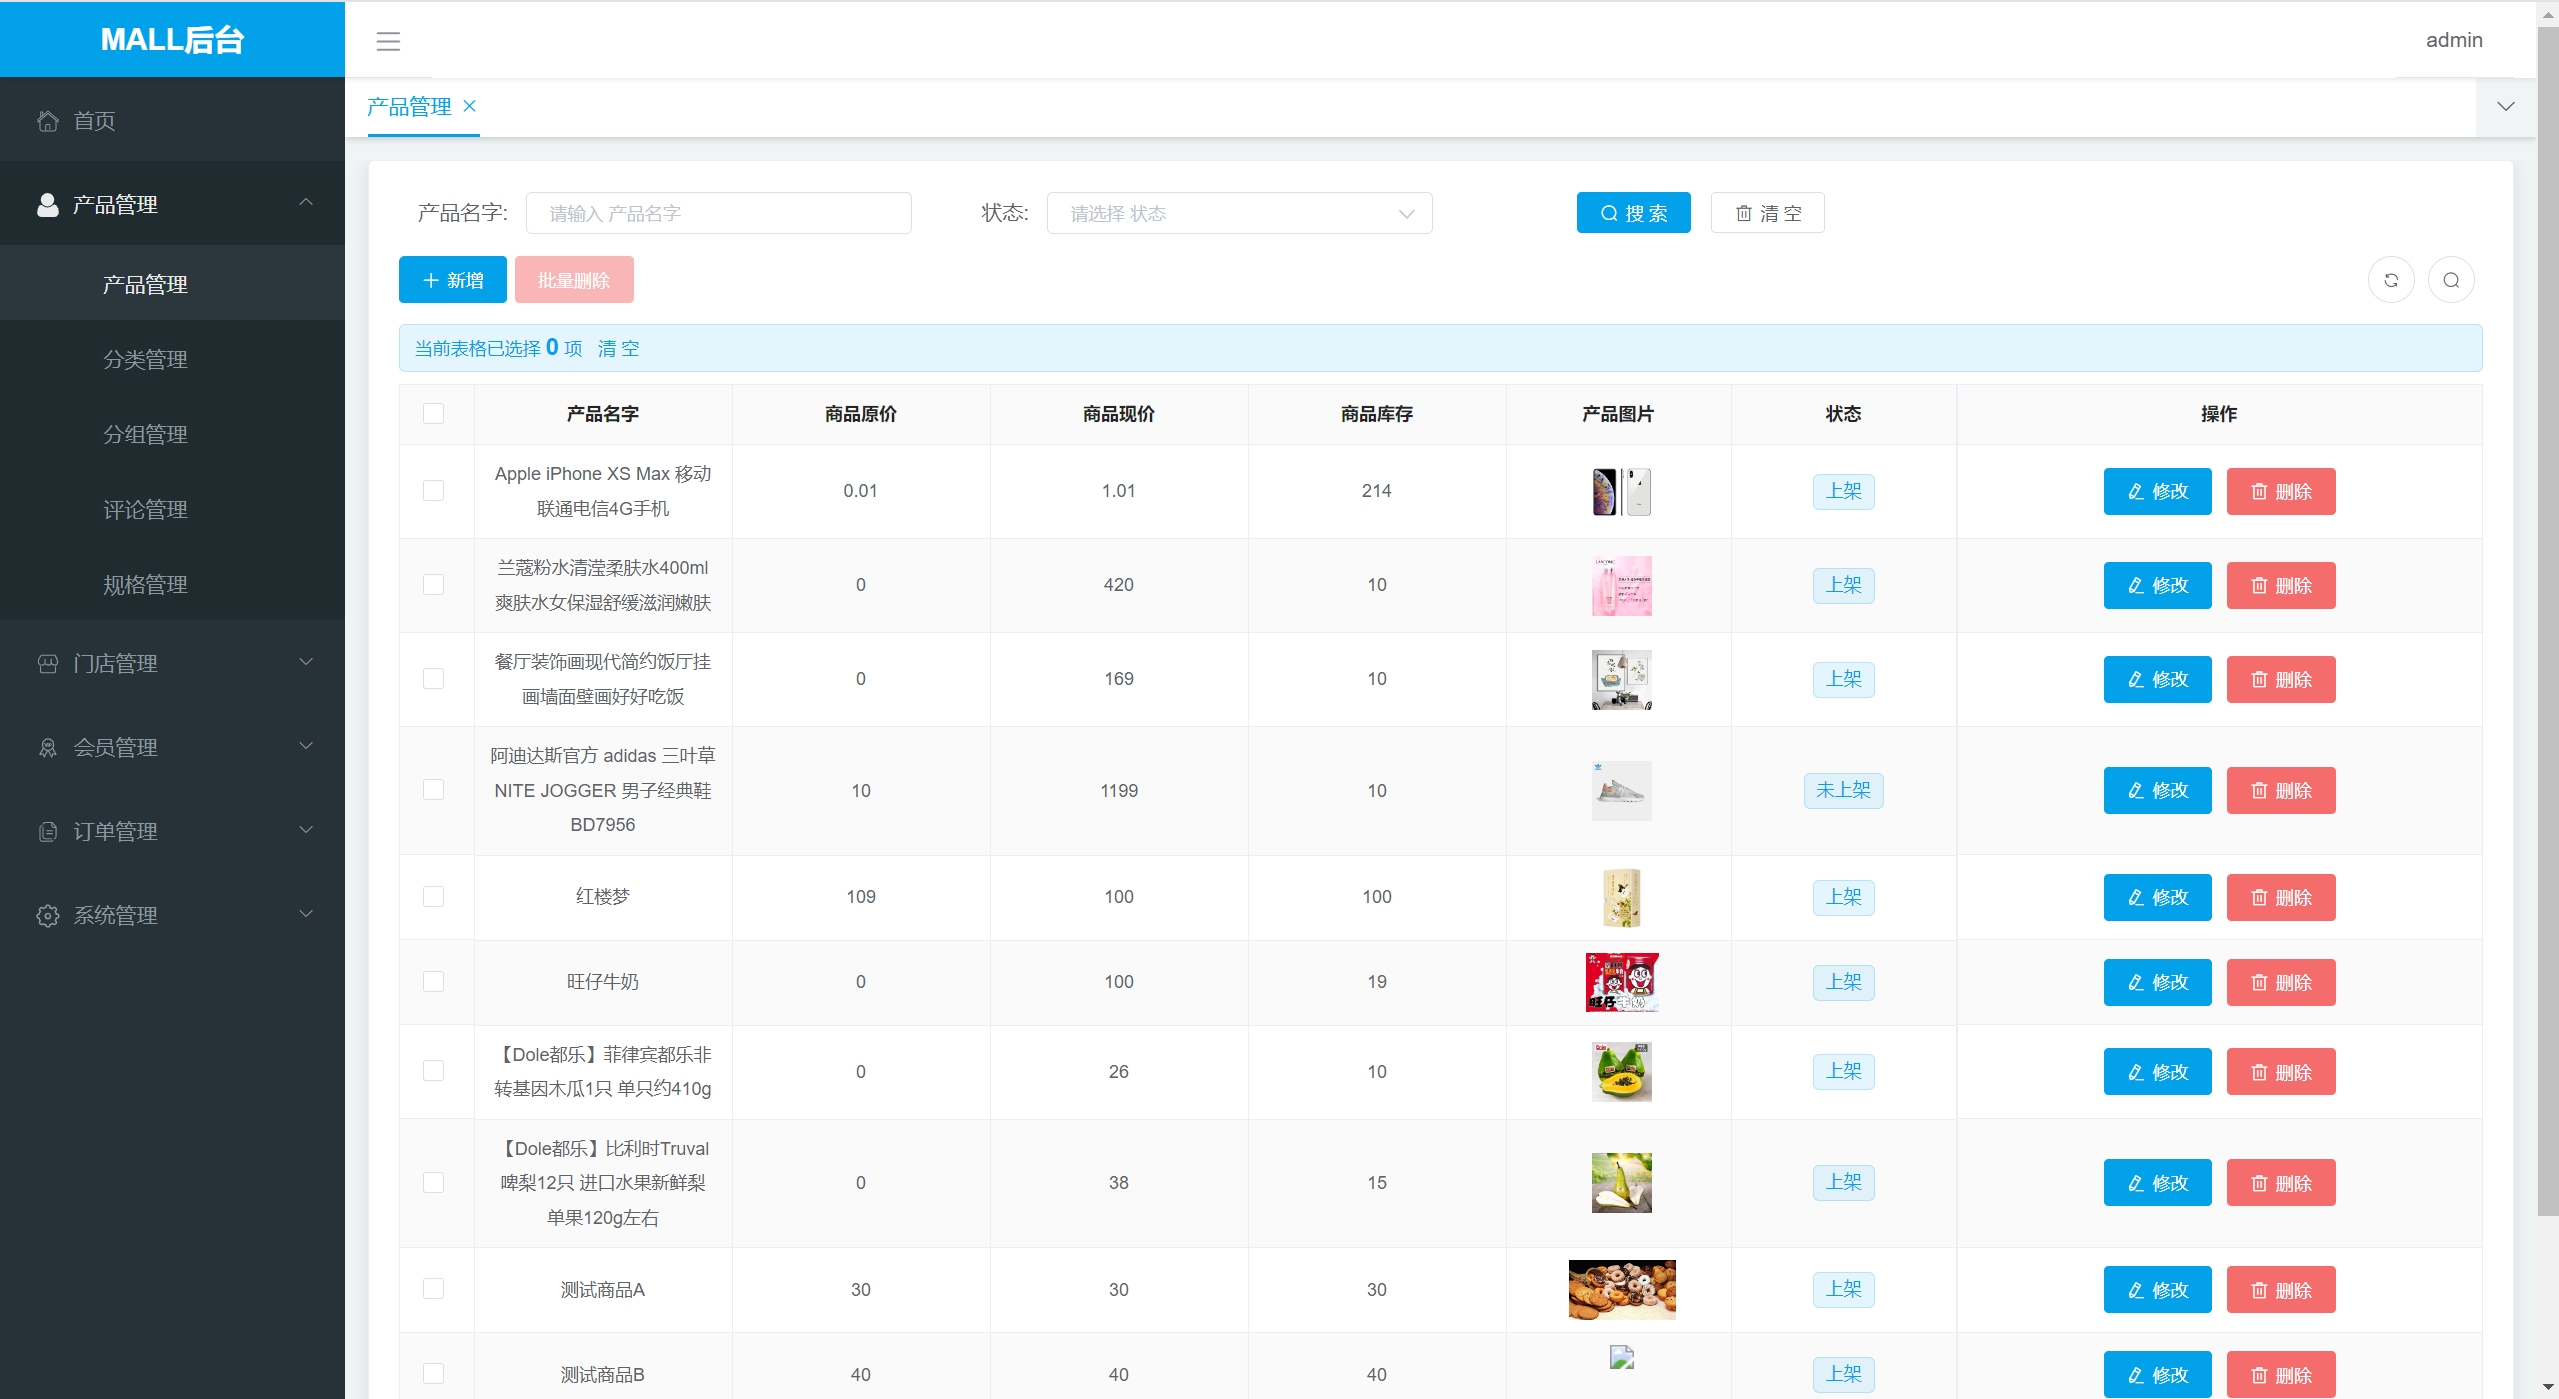 MALL后台
admin
首页
产品管理
产品管理
分类管理
分组管理
评论管理
规格管理
门店管理
会员管理
订单管理
系统管理
产品管理
产品名字: 请输入 产品名字 状态: 请选择 状态 搜 索 清 空
新增 批量删除
当前表格已选择 0 项 清 空
产品名字 商品原价 商品现价 商品库存 产品图片 状态 操作
Apple iPhone XS Max 移动
联通电信4G手机
0.01 1.01 214 上架 修改 删除
兰蔻粉水清滢柔肤水400ml
爽肤水女保湿舒缓滋润嫩肤
0 420 10 上架 修改 删除
餐厅装饰画现代简约饭厅挂
画墙面壁画好好吃饭
0 169 10 上架 修改 删除
阿迪达斯官方 adidas 三叶草
NITE JOGGER 男子经典鞋
BD7956
10 1199 10 未上架 修改 删除
红楼梦 109 100 100 上架 修改 删除
旺仔牛奶 0 100 19 上架 修改 删除
【Dole都乐】菲律宾都乐非
转基因木瓜1只 单只约410g
0 26 10 上架 修改 删除
【Dole都乐】比利时Truval
啤梨12只 进口水果新鲜梨
单果120g左右
0 38 15 上架 修改 删除
测试商品A 30 30 30 上架 修改 删除
测试商品B 40 40 40 上架 修改 删除